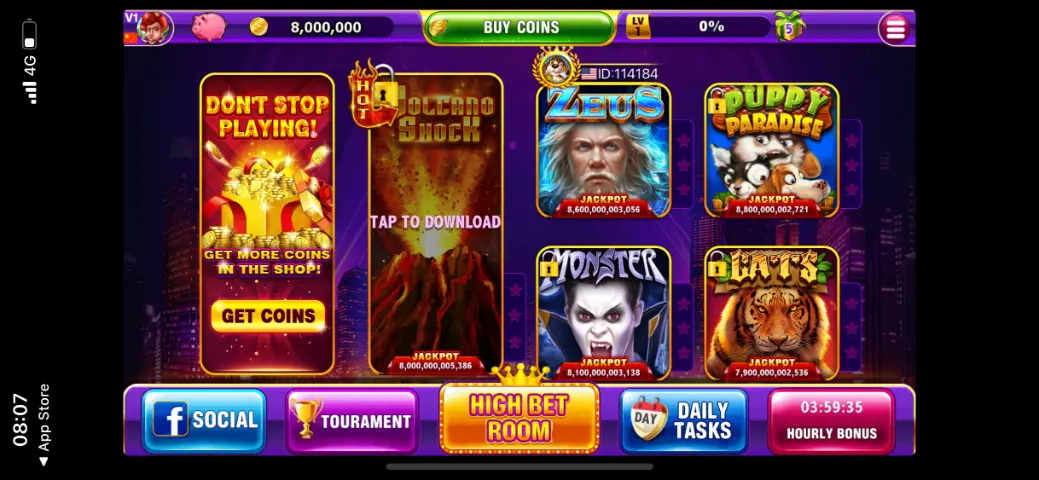 08:07
◀ App Store
4G
V1
8,000,000
BUY COINS
LV
1
0%
5
ID:114184
DON'T STOP
PLAYING!
GET MORE COINS
IN THE SHOP!
GET COINS
HOT
VOLCANO
SHOCK
TAP TO DOWNLOAD
JACKPOT
8,000,000,005,386
ZEUS
JACKPOT
8,600,000,003,056
PUPPY
PARADISE
JACKPOT
8,800,000,002,721
MONSTER
JACKPOT
8,100,000,003,138
CATS
JACKPOT
7,900,000,002,536
SOCIAL
TOURAMENT
HIGH BET
ROOM
DAY
DAILY
TASKS
03:59:35
HOURLY BONUS